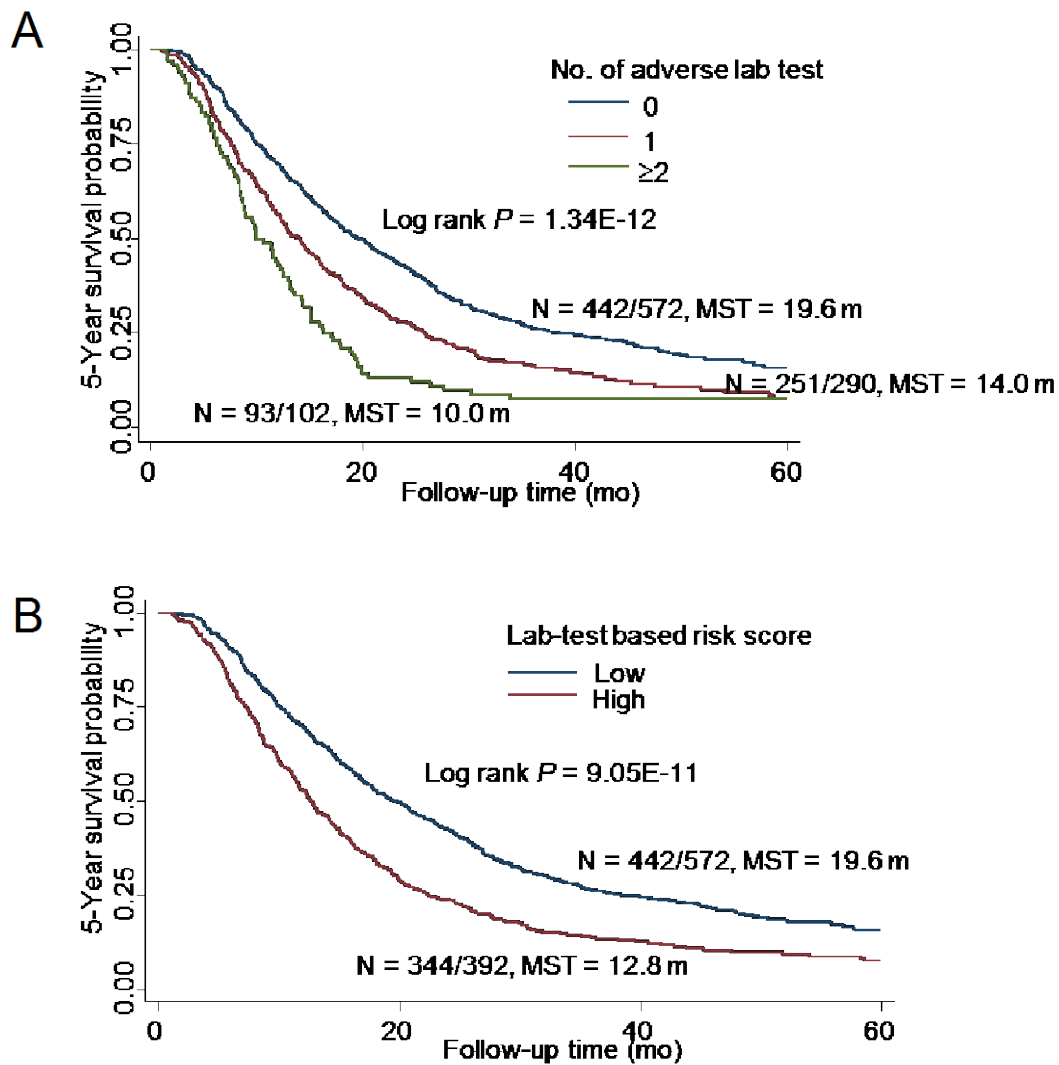 A
5-Year survival probability
1.00
0.75
0.50
0.25
0.00
No. of adverse lab test
0
1
≥2
Log rank P = 1.34E-12
N = 442/572, MST = 19.6 m
N = 251/290, MST = 14.0 m
N = 93/102, MST = 10.0 m
0 20 40 60
Follow-up time (mo)
B
5-Year survival probability
1.00
0.75
0.50
0.25
0.00
Lab-test based risk score
Low
High
Log rank P = 9.05E-11
N = 442/572, MST = 19.6 m
N = 344/392, MST = 12.8 m
0 20 40 60
Follow-up time (mo)